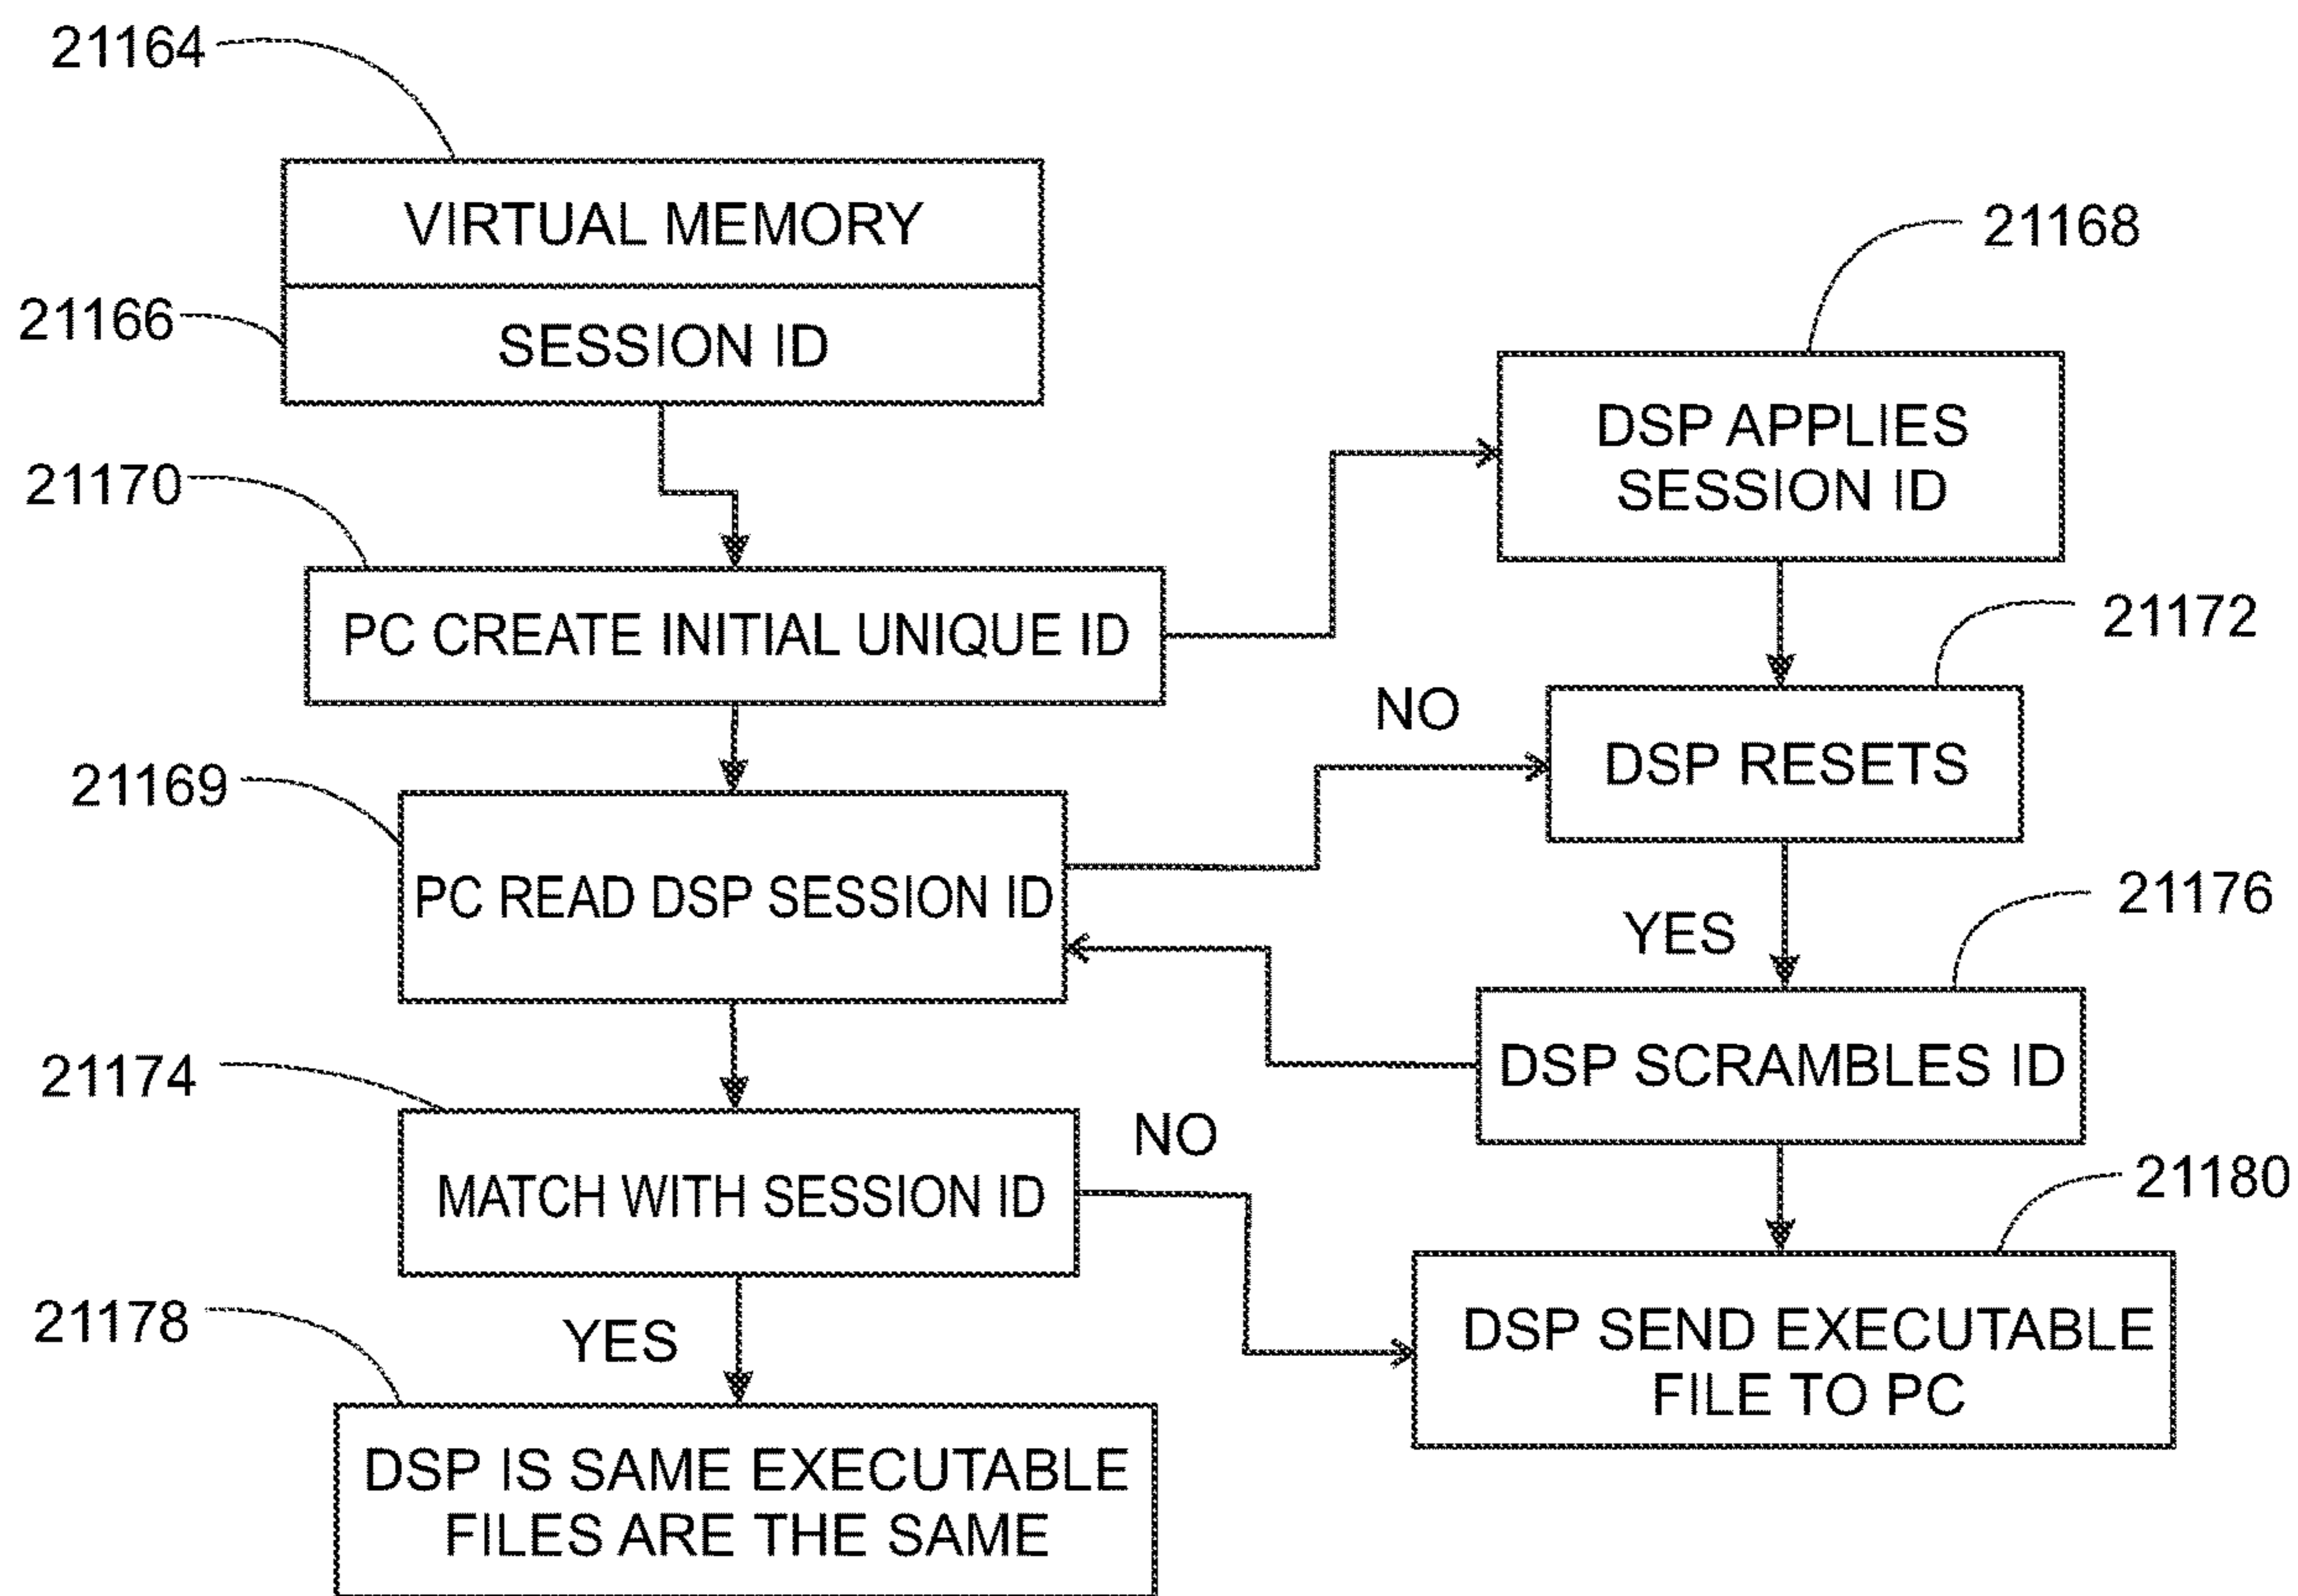 21164
VIRTUAL MEMORY
21168
21166
SESSION ID
DSP APPLIES
SESSION ID
21170
21172
PC CREATE INITIAL UNIQUE ID
NO
DSP RESETS
21169
21176
PC READ DSP SESSION ID
YES
DSP SCRAMBLES ID
21174
NO
21180
MATCH WITH SESSION ID
21178
YES
DSP SEND EXECUTABLE
FILE TO PC
DSP IS SAME EXECUTABLE
FILES ARE THE SAME